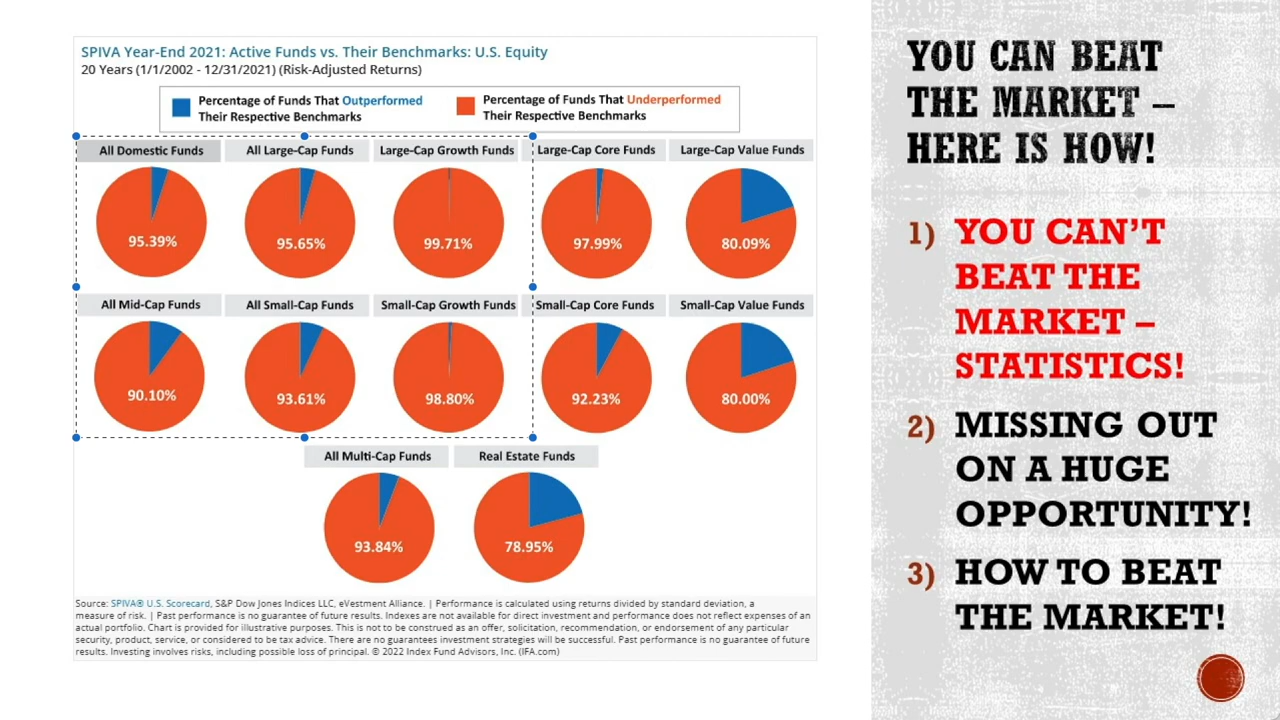 SPIVA Year-End 2021: Active Funds vs. Their Benchmarks: U.S. Equity
20 Years (1/1/2002 - 12/31/2021) (Risk-Adjusted Returns)
Percentage of Funds That Outperformed
Their Respective Benchmarks
Percentage of Funds That Underperformed
Their Respective Benchmarks
All Domestic Funds
All Large-Cap Funds
Large-Cap Growth Funds
Large-Cap Core Funds
Large-Cap Value Funds
95.39%
95.65%
99.71%
97.99%
80.09%
All Mid-Cap Funds
All Small-Cap Funds
Small-Cap Growth Funds
Small-Cap Core Funds
Small-Cap Value Funds
90.10%
93.61%
98.80%
92.23%
80.00%
All Multi-Cap Funds
Real Estate Funds
93.84%
78.95%
Source: SPIVA® U.S. Scorecard, S&P Dow Jones Indices LLC, eVestment Alliance. | Performance is calculated using returns divided by standard deviation, a
measure of risk. | Past performance is no guarantee of future results. Indexes are not available for direct investment and performance does not reflect expenses of an
actual portfolio. Chart is provided for illustrative purposes. This is not to be construed as an offer, solicitation, recommendation, or endorsement of any particular
security, product, service, or considered to be tax advice. There are no guarantees investment strategies will be successful. Past performance is no guarantee of future
results. Investing involves risks, including possible loss of principal. © 2022 Index Fund Advisors, Inc. (IFA.com)
YOU CAN BEAT
THE MARKET –
HERE IS HOW!
1) YOU CAN'T
BEAT THE
MARKET –
STATISTICS!
2) MISSING OUT
ON A HUGE
OPPORTUNITY!
3) HOW TO BEAT
THE MARKET!